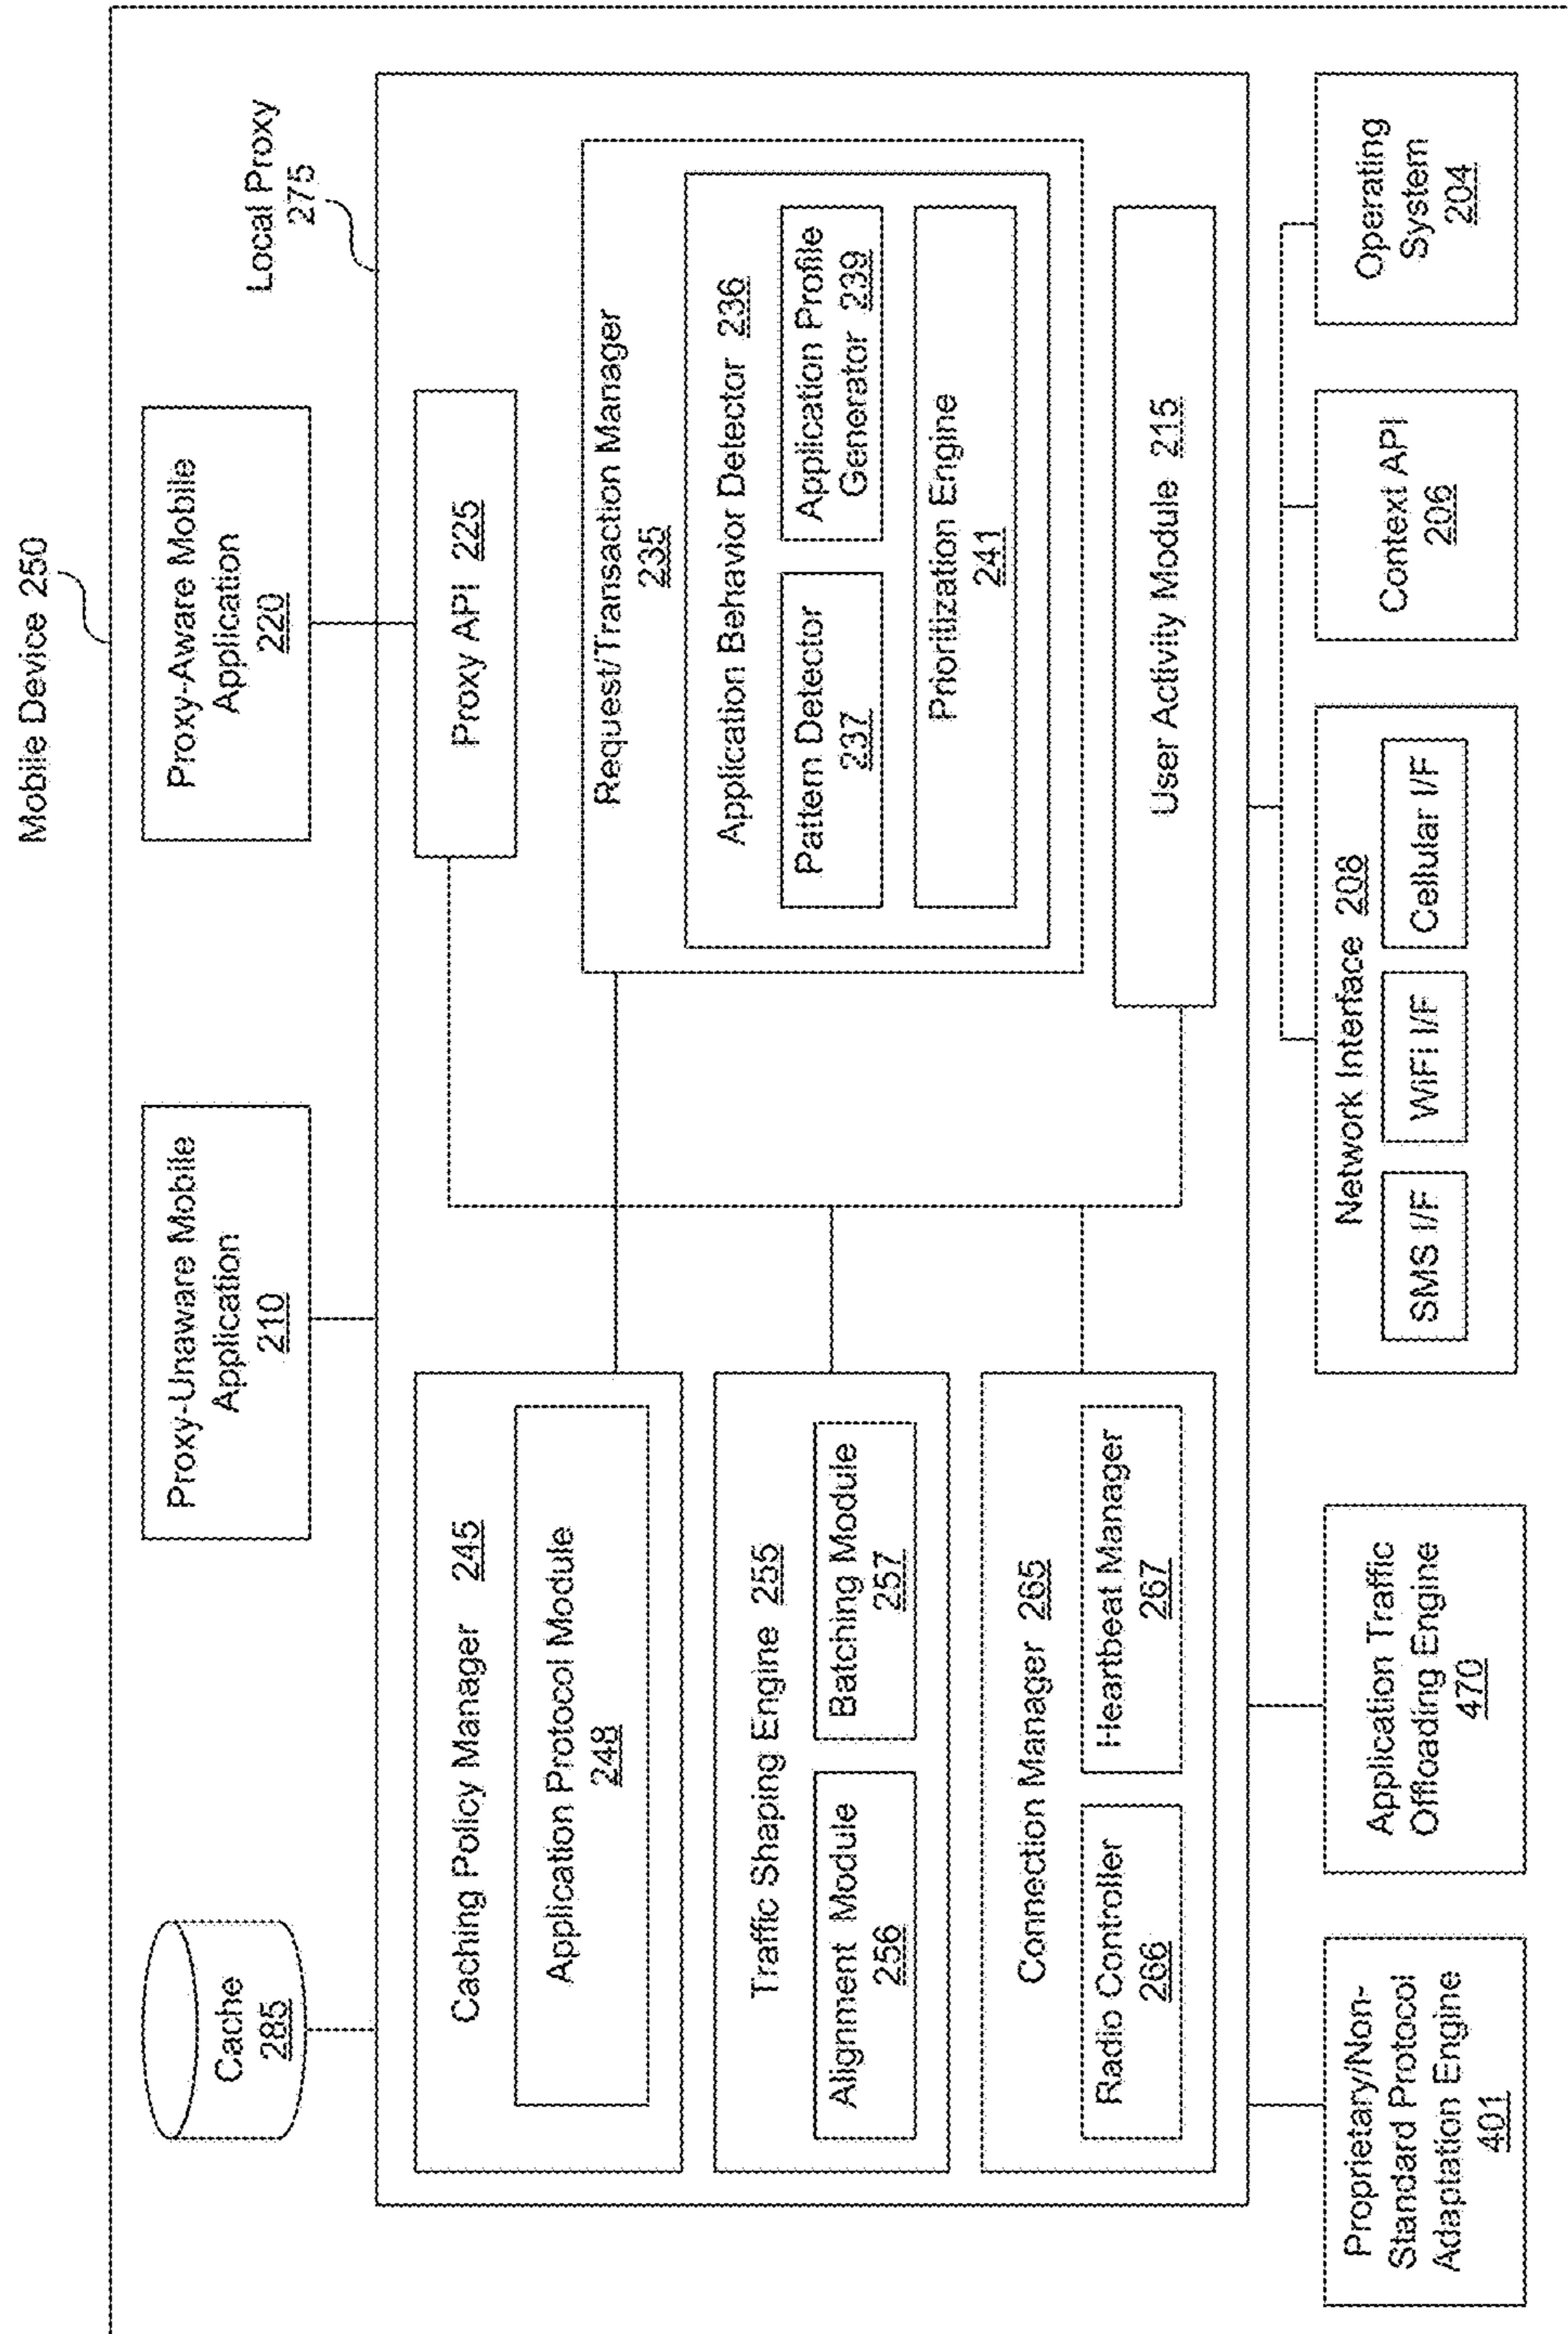 Mobile Device 250
Cache
285
Proxy-Unaware Mobile
Application
210
Proxy-Aware Mobile
Application
220
Local Proxy
275
Caching Policy Manager 245
Application Protocol Module
248
Traffic Shaping Engine 255
Alignment Module
256
Batching Module
257
Connection Manager 265
Radio Controller
266
Heartbeat Manager
267
Proxy API 225
Request/Transaction Manager
235
Application Behavior Detector 236
Pattern Detector
237
Application Profile
Generator 239
Prioritization Engine
241
User Activity Module 215
Proprietary/Non-
Standard Protocol
Adaptation Engine
401
Application Traffic
Offloading Engine
470
Network Interface 208
SMS I/F
WiFi I/F
Cellular I/F
Context API
206
Operating
System
204